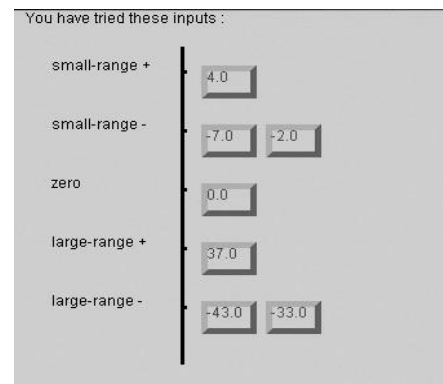 You have tried these inputs :
small-range +
4.0
small-range -
-7.0 -2.0
zero
0.0
large-range +
37.0
large-range -
-43.0 -33.0